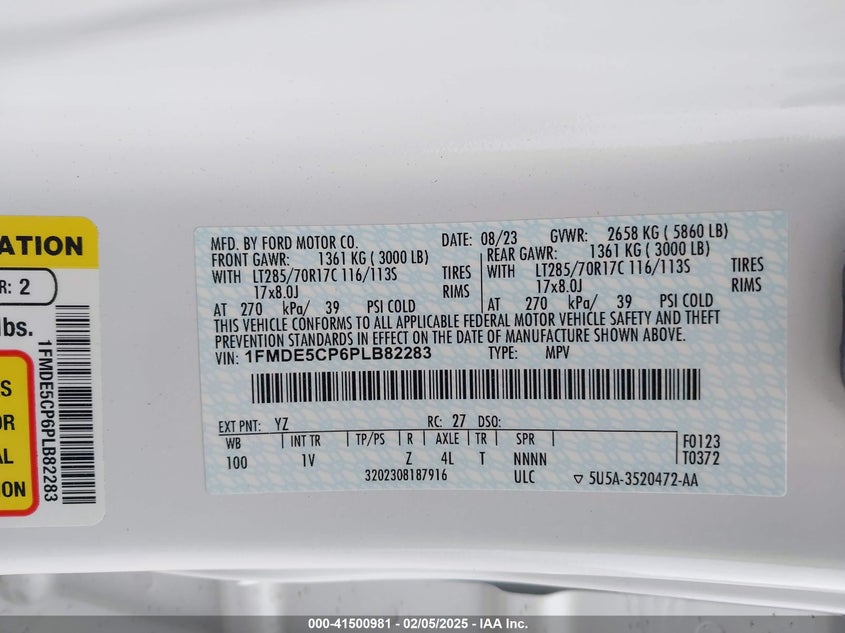 ATION
R: 2
lbs.
S
OR
AL
ION
1FMDE5CP6PLB82283
MFD. BY FORD MOTOR CO. DATE: 08/23 GVWR: 2658 KG ( 5860 LB)
FRONT GAWR: 1361 KG ( 3000 LB) REAR GAWR: 1361 KG ( 3000 LB)
WITH LT285/70R17C 116/113S TIRES WITH LT285/70R17C 116/113S TIRES
17x8.0J RIMS 17x8.0J RIMS
AT 270 kPa/ 39 PSI COLD AT 270 kPa/ 39 PSI COLD
THIS VEHICLE CONFORMS TO ALL APPLICABLE FEDERAL MOTOR VEHICLE SAFETY AND THEFT
PREVENTION STANDARDS IN EFFECT ON THE DATE OF MANUFACTURE SHOWN ABOVE.
VIN: 1FMDE5CP6PLB82283 TYPE: MPV
EXT PNT: YZ RC: 27 DSO:
WB INT TR TP/PS R AXLE TR SPR F0123
100 1V Z 4L T NNNN T0372
3202308187916 ULC ▽ 5U5A-3520472-AA
000-41500981 - 02/05/2025 - IAA Inc.